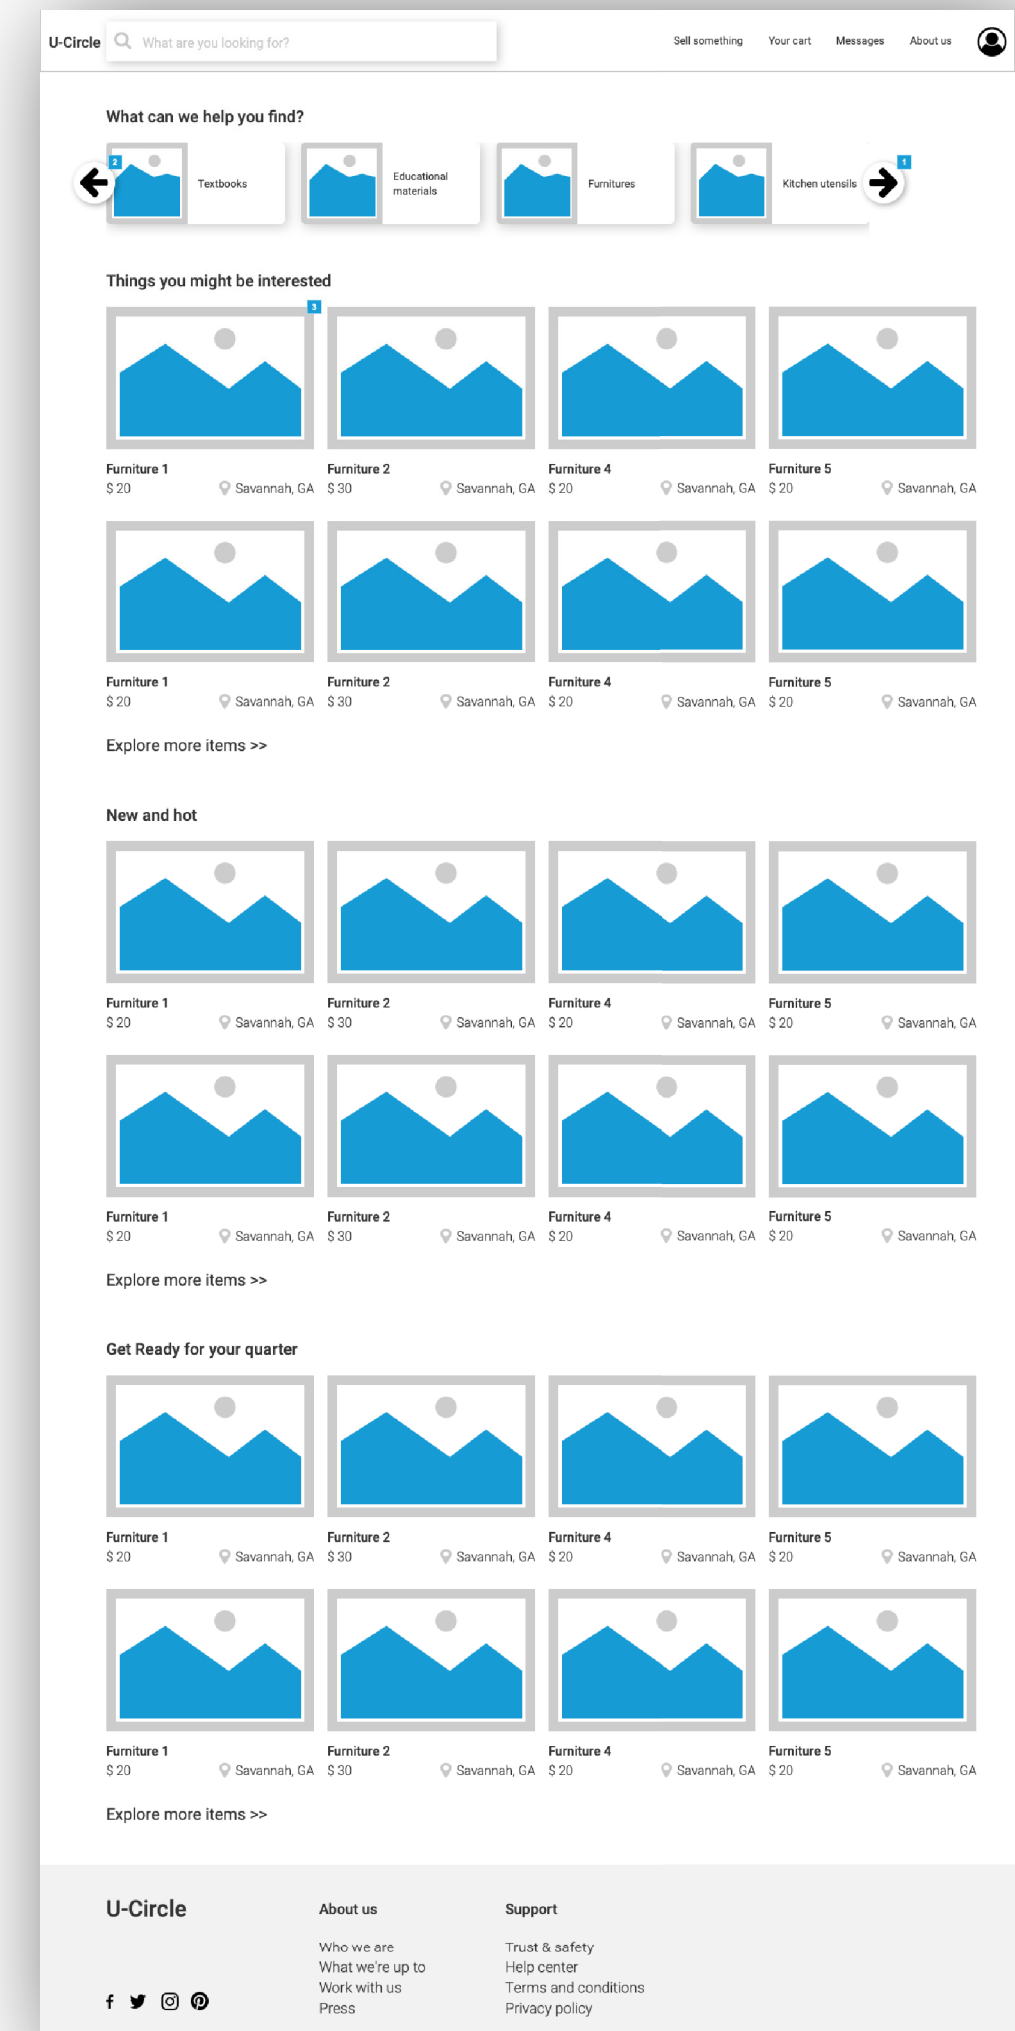 U-Circle What are you looking for? Sell something Your cart Messages About us
What can we help you find?
2 1
Textbooks
Educational
materials
Furnitures
Kitchen utensils
Things you might be interested
3
Furniture 1 Furniture 2 Furniture 4 Furniture 5
$ 20 Savannah, GA $ 30 Savannah, GA $ 20 Savannah, GA $ 20 Savannah, GA
Furniture 1 Furniture 2 Furniture 4 Furniture 5
$ 20 Savannah, GA $ 30 Savannah, GA $ 20 Savannah, GA $ 20 Savannah, GA
Explore more items >>
New and hot
Furniture 1 Furniture 2 Furniture 4 Furniture 5
$ 20 Savannah, GA $ 30 Savannah, GA $ 20 Savannah, GA $ 20 Savannah, GA
Furniture 1 Furniture 2 Furniture 4 Furniture 5
$ 20 Savannah, GA $ 30 Savannah, GA $ 20 Savannah, GA $ 20 Savannah, GA
Explore more items >>
Get Ready for your quarter
Furniture 1 Furniture 2 Furniture 4 Furniture 5
$ 20 Savannah, GA $ 30 Savannah, GA $ 20 Savannah, GA $ 20 Savannah, GA
Furniture 1 Furniture 2 Furniture 4 Furniture 5
$ 20 Savannah, GA $ 30 Savannah, GA $ 20 Savannah, GA $ 20 Savannah, GA
Explore more items >>
U-Circle
About us
Who we are
What we're up to
Work with us
Press
Support
Trust & safety
Help center
Terms and conditions
Privacy policy